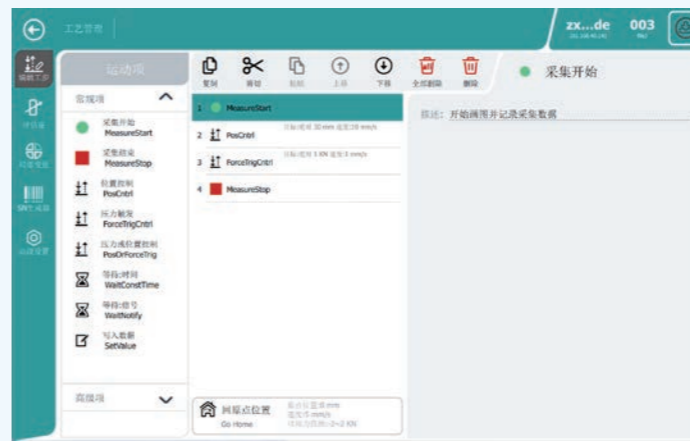 工艺管理
zx...de
003
编辑工步
运动项
复制
剪切
粘贴
上移
下移
全部删除
删除
采集开始
常规项
采集开始
MeasureStart
采集结束
MeasureStop
位置控制
PosCntrl
压力触发
ForceTrigCntrl
压力或位置控制
PosOrForceTrig
等待:时间
WaitConstTime
等待:信号
WaitNotify
写入数据
SetValue
高级项
1 MeasureStart
2 PosCntrl
3 ForceTrigCntrl
4 MeasureStop
描述: 开始画图并记录采集数据
回原点位置
Go Home